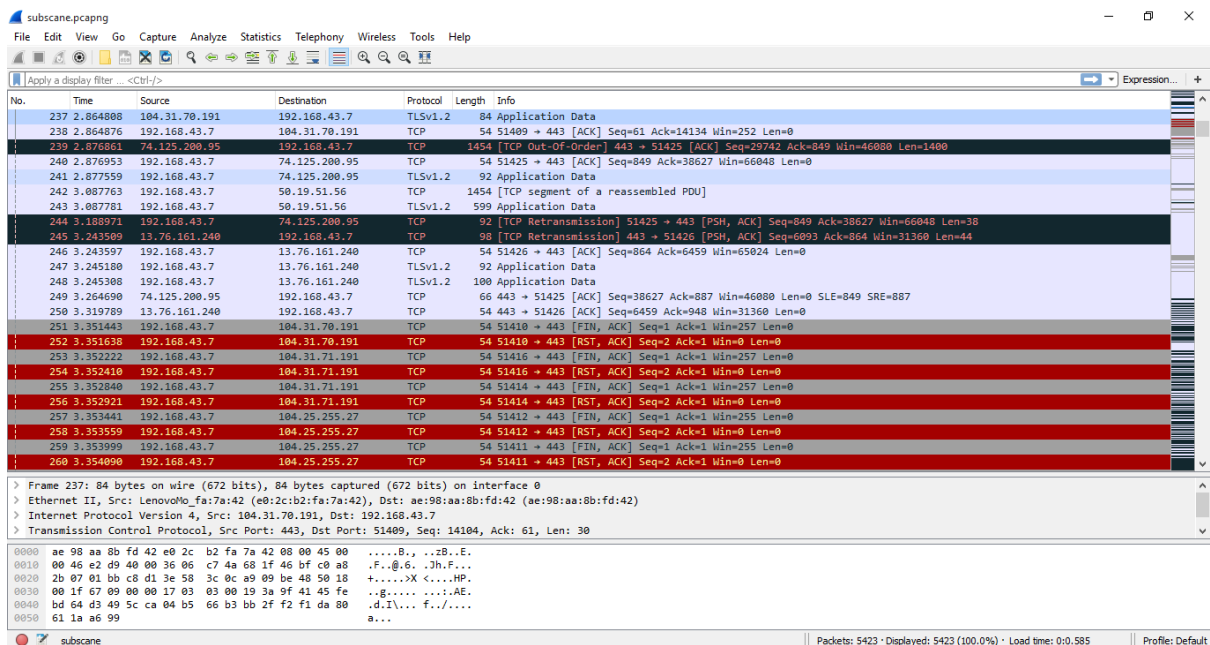 subscane.pcapng
File Edit View Go Capture Analyze Statistics Telephony Wireless Tools Help
Apply a display filter ... <Ctrl-/> Expression... +
No. Time Source Destination Protocol Length Info
237 2.864808 104.31.70.191 192.168.43.7 TLSv1.2 84 Application Data
238 2.864876 192.168.43.7 104.31.70.191 TCP 54 51409 → 443 [ACK] Seq=61 Ack=14134 Win=252 Len=0
239 2.876861 74.125.200.95 192.168.43.7 TCP 1454 [TCP Out-Of-Order] 443 → 51425 [ACK] Seq=29742 Ack=849 Win=46080 Len=1400
240 2.876953 192.168.43.7 74.125.200.95 TCP 54 51425 → 443 [ACK] Seq=849 Ack=38627 Win=66048 Len=0
241 2.877559 192.168.43.7 74.125.200.95 TLSv1.2 92 Application Data
242 3.087763 192.168.43.7 50.19.51.56 TCP 1454 [TCP segment of a reassembled PDU]
243 3.087781 192.168.43.7 50.19.51.56 TLSv1.2 599 Application Data
244 3.188971 192.168.43.7 74.125.200.95 TCP 92 [TCP Retransmission] 51425 → 443 [PSH, ACK] Seq=849 Ack=38627 Win=66048 Len=38
245 3.243509 13.76.161.240 192.168.43.7 TCP 98 [TCP Retransmission] 443 → 51426 [PSH, ACK] Seq=6093 Ack=864 Win=31360 Len=44
246 3.243597 192.168.43.7 13.76.161.240 TCP 54 51426 → 443 [ACK] Seq=864 Ack=6459 Win=65024 Len=0
247 3.245180 192.168.43.7 13.76.161.240 TLSv1.2 92 Application Data
248 3.245308 192.168.43.7 13.76.161.240 TLSv1.2 100 Application Data
249 3.264690 74.125.200.95 192.168.43.7 TCP 66 443 → 51425 [ACK] Seq=38627 Ack=887 Win=46080 Len=0 SLE=849 SRE=887
250 3.319789 13.76.161.240 192.168.43.7 TCP 54 443 → 51426 [ACK] Seq=6459 Ack=948 Win=31360 Len=0
251 3.351443 192.168.43.7 104.31.70.191 TCP 54 51410 → 443 [FIN, ACK] Seq=1 Ack=1 Win=257 Len=0
252 3.351638 192.168.43.7 104.31.70.191 TCP 54 51410 → 443 [RST, ACK] Seq=2 Ack=1 Win=0 Len=0
253 3.352222 192.168.43.7 104.31.71.191 TCP 54 51416 → 443 [FIN, ACK] Seq=1 Ack=1 Win=257 Len=0
254 3.352410 192.168.43.7 104.31.71.191 TCP 54 51416 → 443 [RST, ACK] Seq=2 Ack=1 Win=0 Len=0
255 3.352840 192.168.43.7 104.31.71.191 TCP 54 51414 → 443 [FIN, ACK] Seq=1 Ack=1 Win=257 Len=0
256 3.352921 192.168.43.7 104.31.71.191 TCP 54 51414 → 443 [RST, ACK] Seq=2 Ack=1 Win=0 Len=0
257 3.353441 192.168.43.7 104.25.255.27 TCP 54 51412 → 443 [FIN, ACK] Seq=1 Ack=1 Win=255 Len=0
258 3.353559 192.168.43.7 104.25.255.27 TCP 54 51412 → 443 [RST, ACK] Seq=2 Ack=1 Win=0 Len=0
259 3.353999 192.168.43.7 104.25.255.27 TCP 54 51411 → 443 [FIN, ACK] Seq=1 Ack=1 Win=255 Len=0
260 3.354090 192.168.43.7 104.25.255.27 TCP 54 51411 → 443 [RST, ACK] Seq=2 Ack=1 Win=0 Len=0
> Frame 237: 84 bytes on wire (672 bits), 84 bytes captured (672 bits) on interface 0
> Ethernet II, Src: LenovoMo_fa:7a:42 (e0:2c:b2:fa:7a:42), Dst: ae:98:aa:8b:fd:42 (ae:98:aa:8b:fd:42)
> Internet Protocol Version 4, Src: 104.31.70.191, Dst: 192.168.43.7
> Transmission Control Protocol, Src Port: 443, Dst Port: 51409, Seq: 14104, Ack: 61, Len: 30
0000 ae 98 aa 8b fd 42 e0 2c b2 fa 7a 42 08 00 45 00 .....B., ..zB..E.
0010 00 46 e2 d9 40 00 36 06 c7 4a 68 1f 46 bf c0 a8 .F..@.6. .Jh.F...
0020 2b 07 01 bb c8 d1 3e 58 3c 0c a9 09 be 48 50 18 +.....>X <....HP.
0030 00 1f 67 09 00 00 17 03 03 00 19 3a 9f 41 45 fe ..g..... ...:.AE.
0040 bd 64 d3 49 5c ca 04 b5 66 b3 bb 2f f2 f1 da 80 .d.I\... f../....
0050 61 1a a6 99 a...
subscane Packets: 5423 · Displayed: 5423 (100.0%) · Load time: 0:0.585 Profile: Default